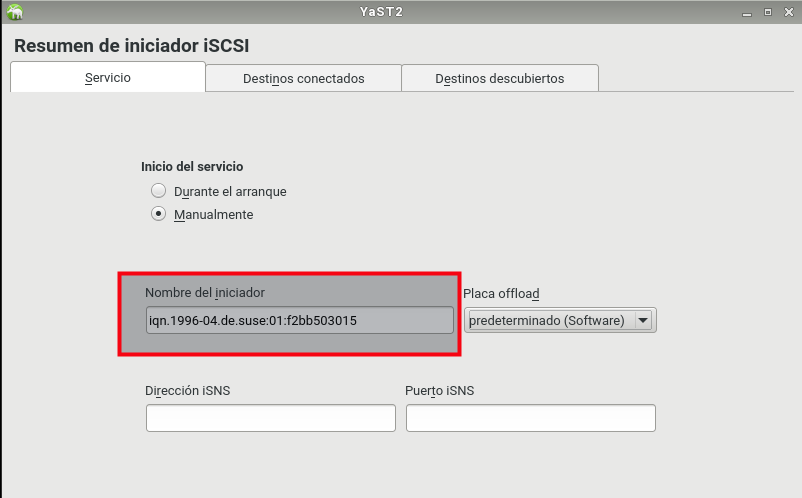 YaST2
Resumen de iniciador iSCSI
Servicio
Destinos conectados
Destinos descubiertos
Inicio del servicio
Durante el arranque
Manualmente
Nombre del iniciador
Placa offload
iqn.1996-04.de.suse:01:f2bb503015
predeterminado (Software)
Dirección iSNS
Puerto iSNS